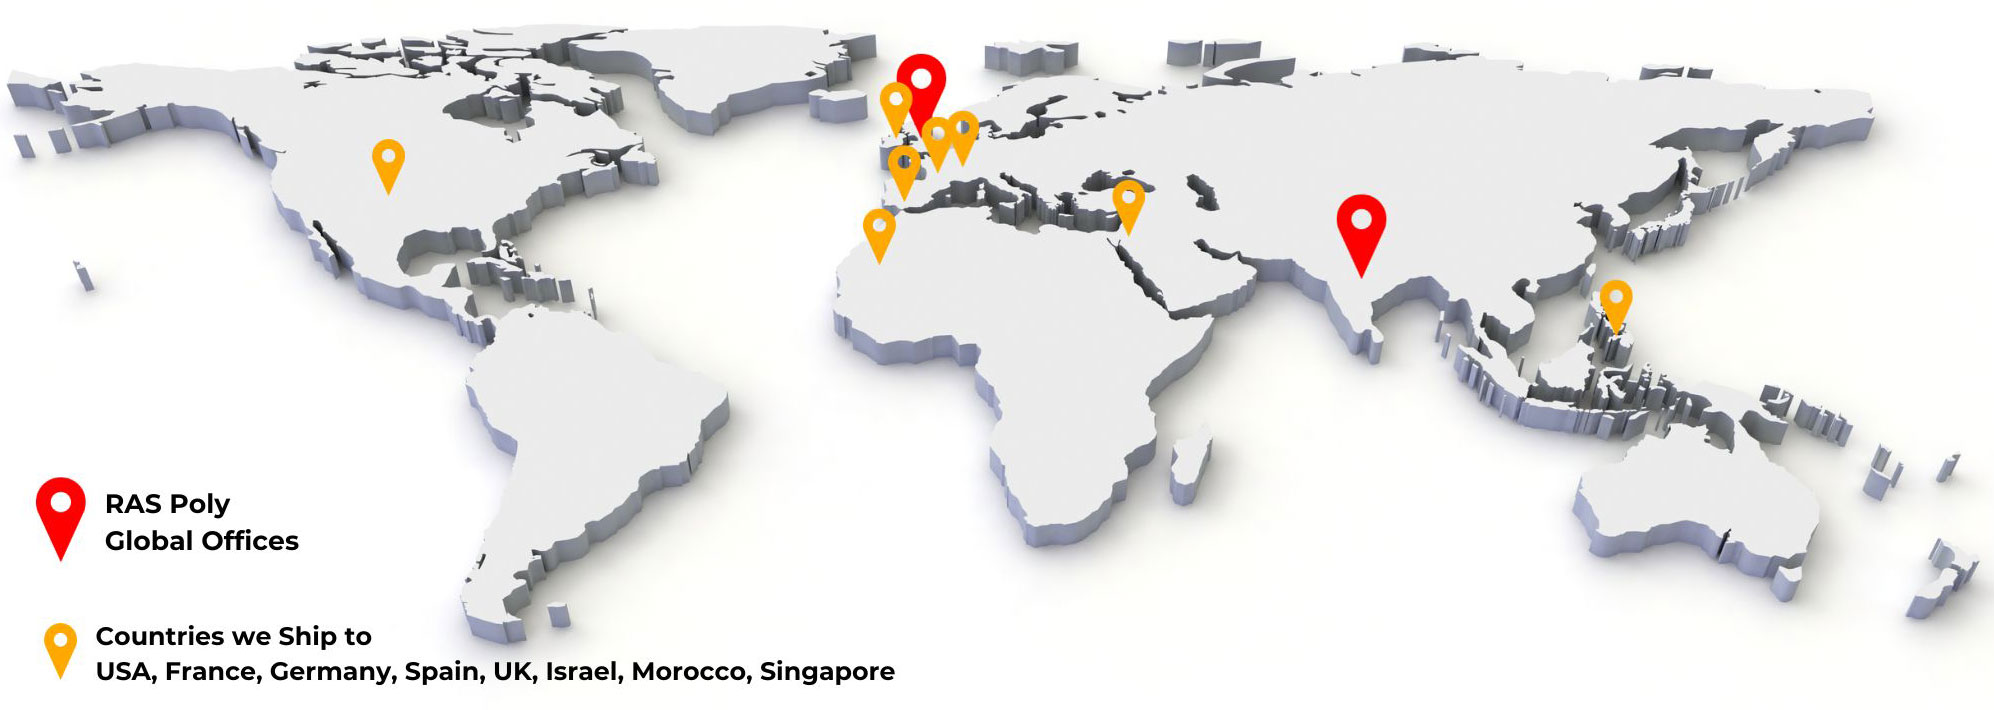 RAS Poly
Global Offices
Countries we Ship to
USA, France, Germany, Spain, UK, Israel, Morocco, Singapore